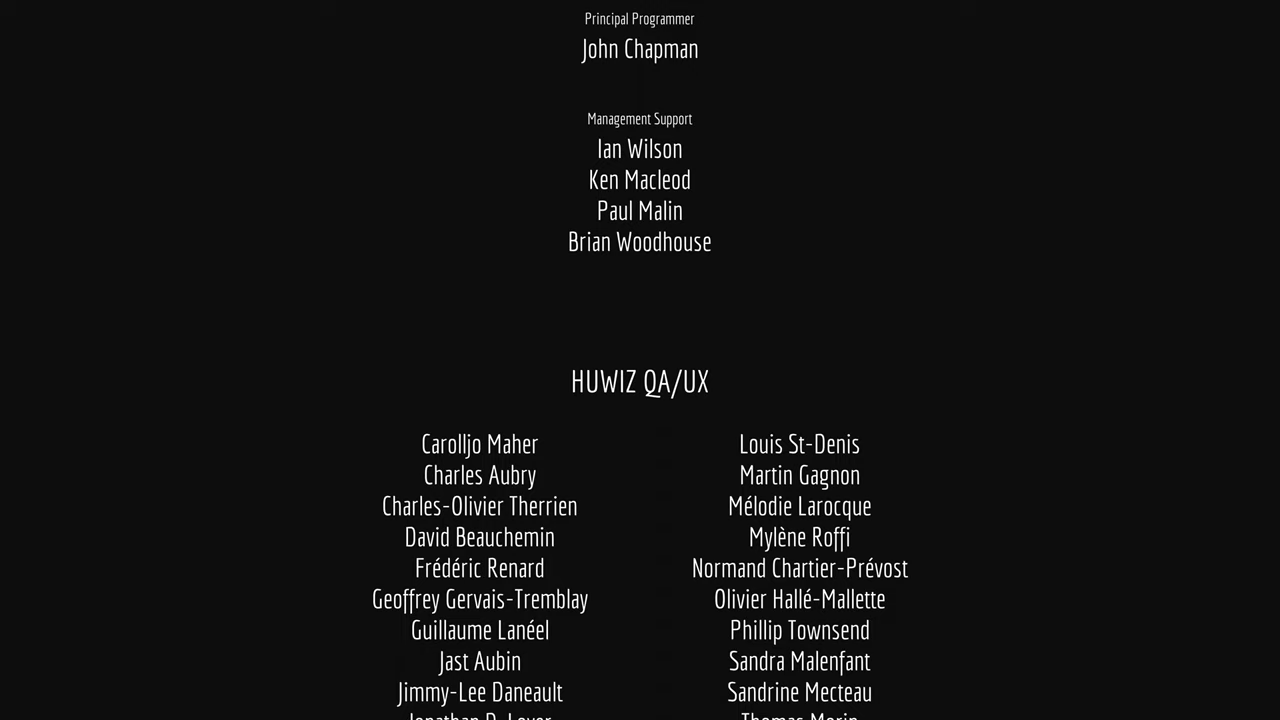 Principal Programmer
John Chapman
Management Support
Ian Wilson
Ken Macleod
Paul Malin
Brian Woodhouse
HUWIZ QA/UX
Carolljo Maher
Charles Aubry
Charles-Olivier Therrien
David Beauchemin
Frédéric Renard
Geoffrey Gervais-Tremblay
Guillaume Lanéel
Jast Aubin
Jimmy-Lee Daneault
Louis St-Denis
Martin Gagnon
Mélodie Larocque
Mylène Roffi
Normand Chartier-Prévost
Olivier Hallé-Mallette
Phillip Townsend
Sandra Malenfant
Sandrine Mecteau